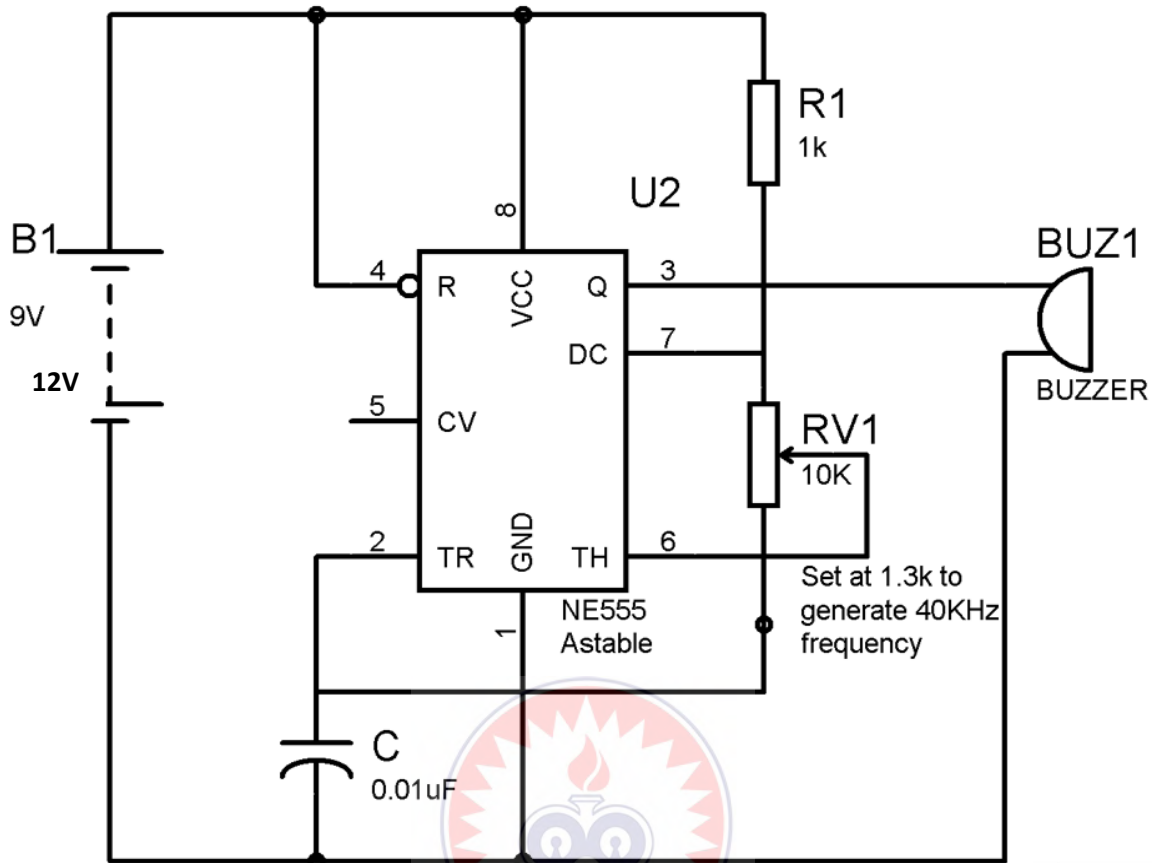 R1
1k
U2
8
B1
9V
12V
BUZ1
BUZZER
4
R
VCC
Q
3
DC
7
5
CV
RV1
10K
2
TR
GND
TH
6
1
NE555
Astable
Set at 1.3k to
generate 40KHz
frequency
C
0.01uF